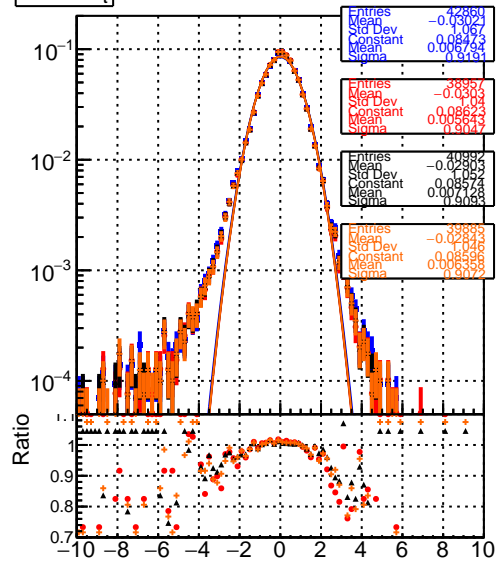 Entries 42860
Mean −0.03021
Std Dev 1.067
Constant 0.08473
Mean 0.006794
Sigma 0.9191
Entries 38957
Mean −0.0303
Std Dev 1.04
Constant 0.08623
Mean 0.005643
Sigma 0.9047
Entries 40992
Mean −0.02903
Std Dev 1.052
Constant 0.08574
Mean 0.007128
Sigma 0.9093
Entries 39885
Mean −0.02843
Std Dev 1.046
Constant 0.08596
Mean
Sigma 0.9072
10−1
10−2
10−3
10−4
Ratio
1.1
1
0.9
0.8
0.7
−10 −8 −6 −4 −2 0 2 4 6 8 10